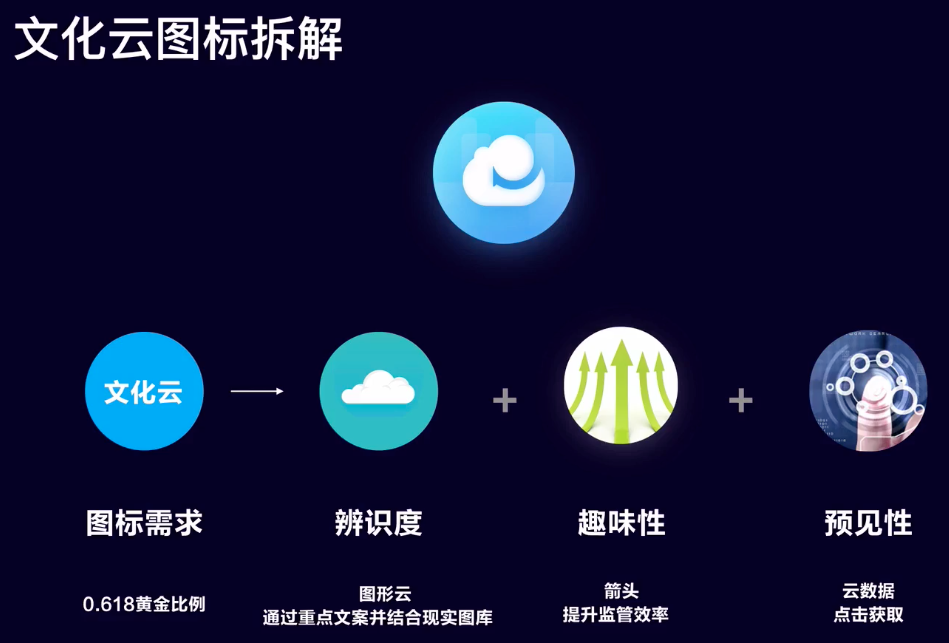 文化云图标拆解
文化云
+
+
图标需求
辨识度
趣味性
预见性
0.618黄金比例
图形云
通过重点文案并结合现实图库
箭头
提升监管效率
云数据
点击获取